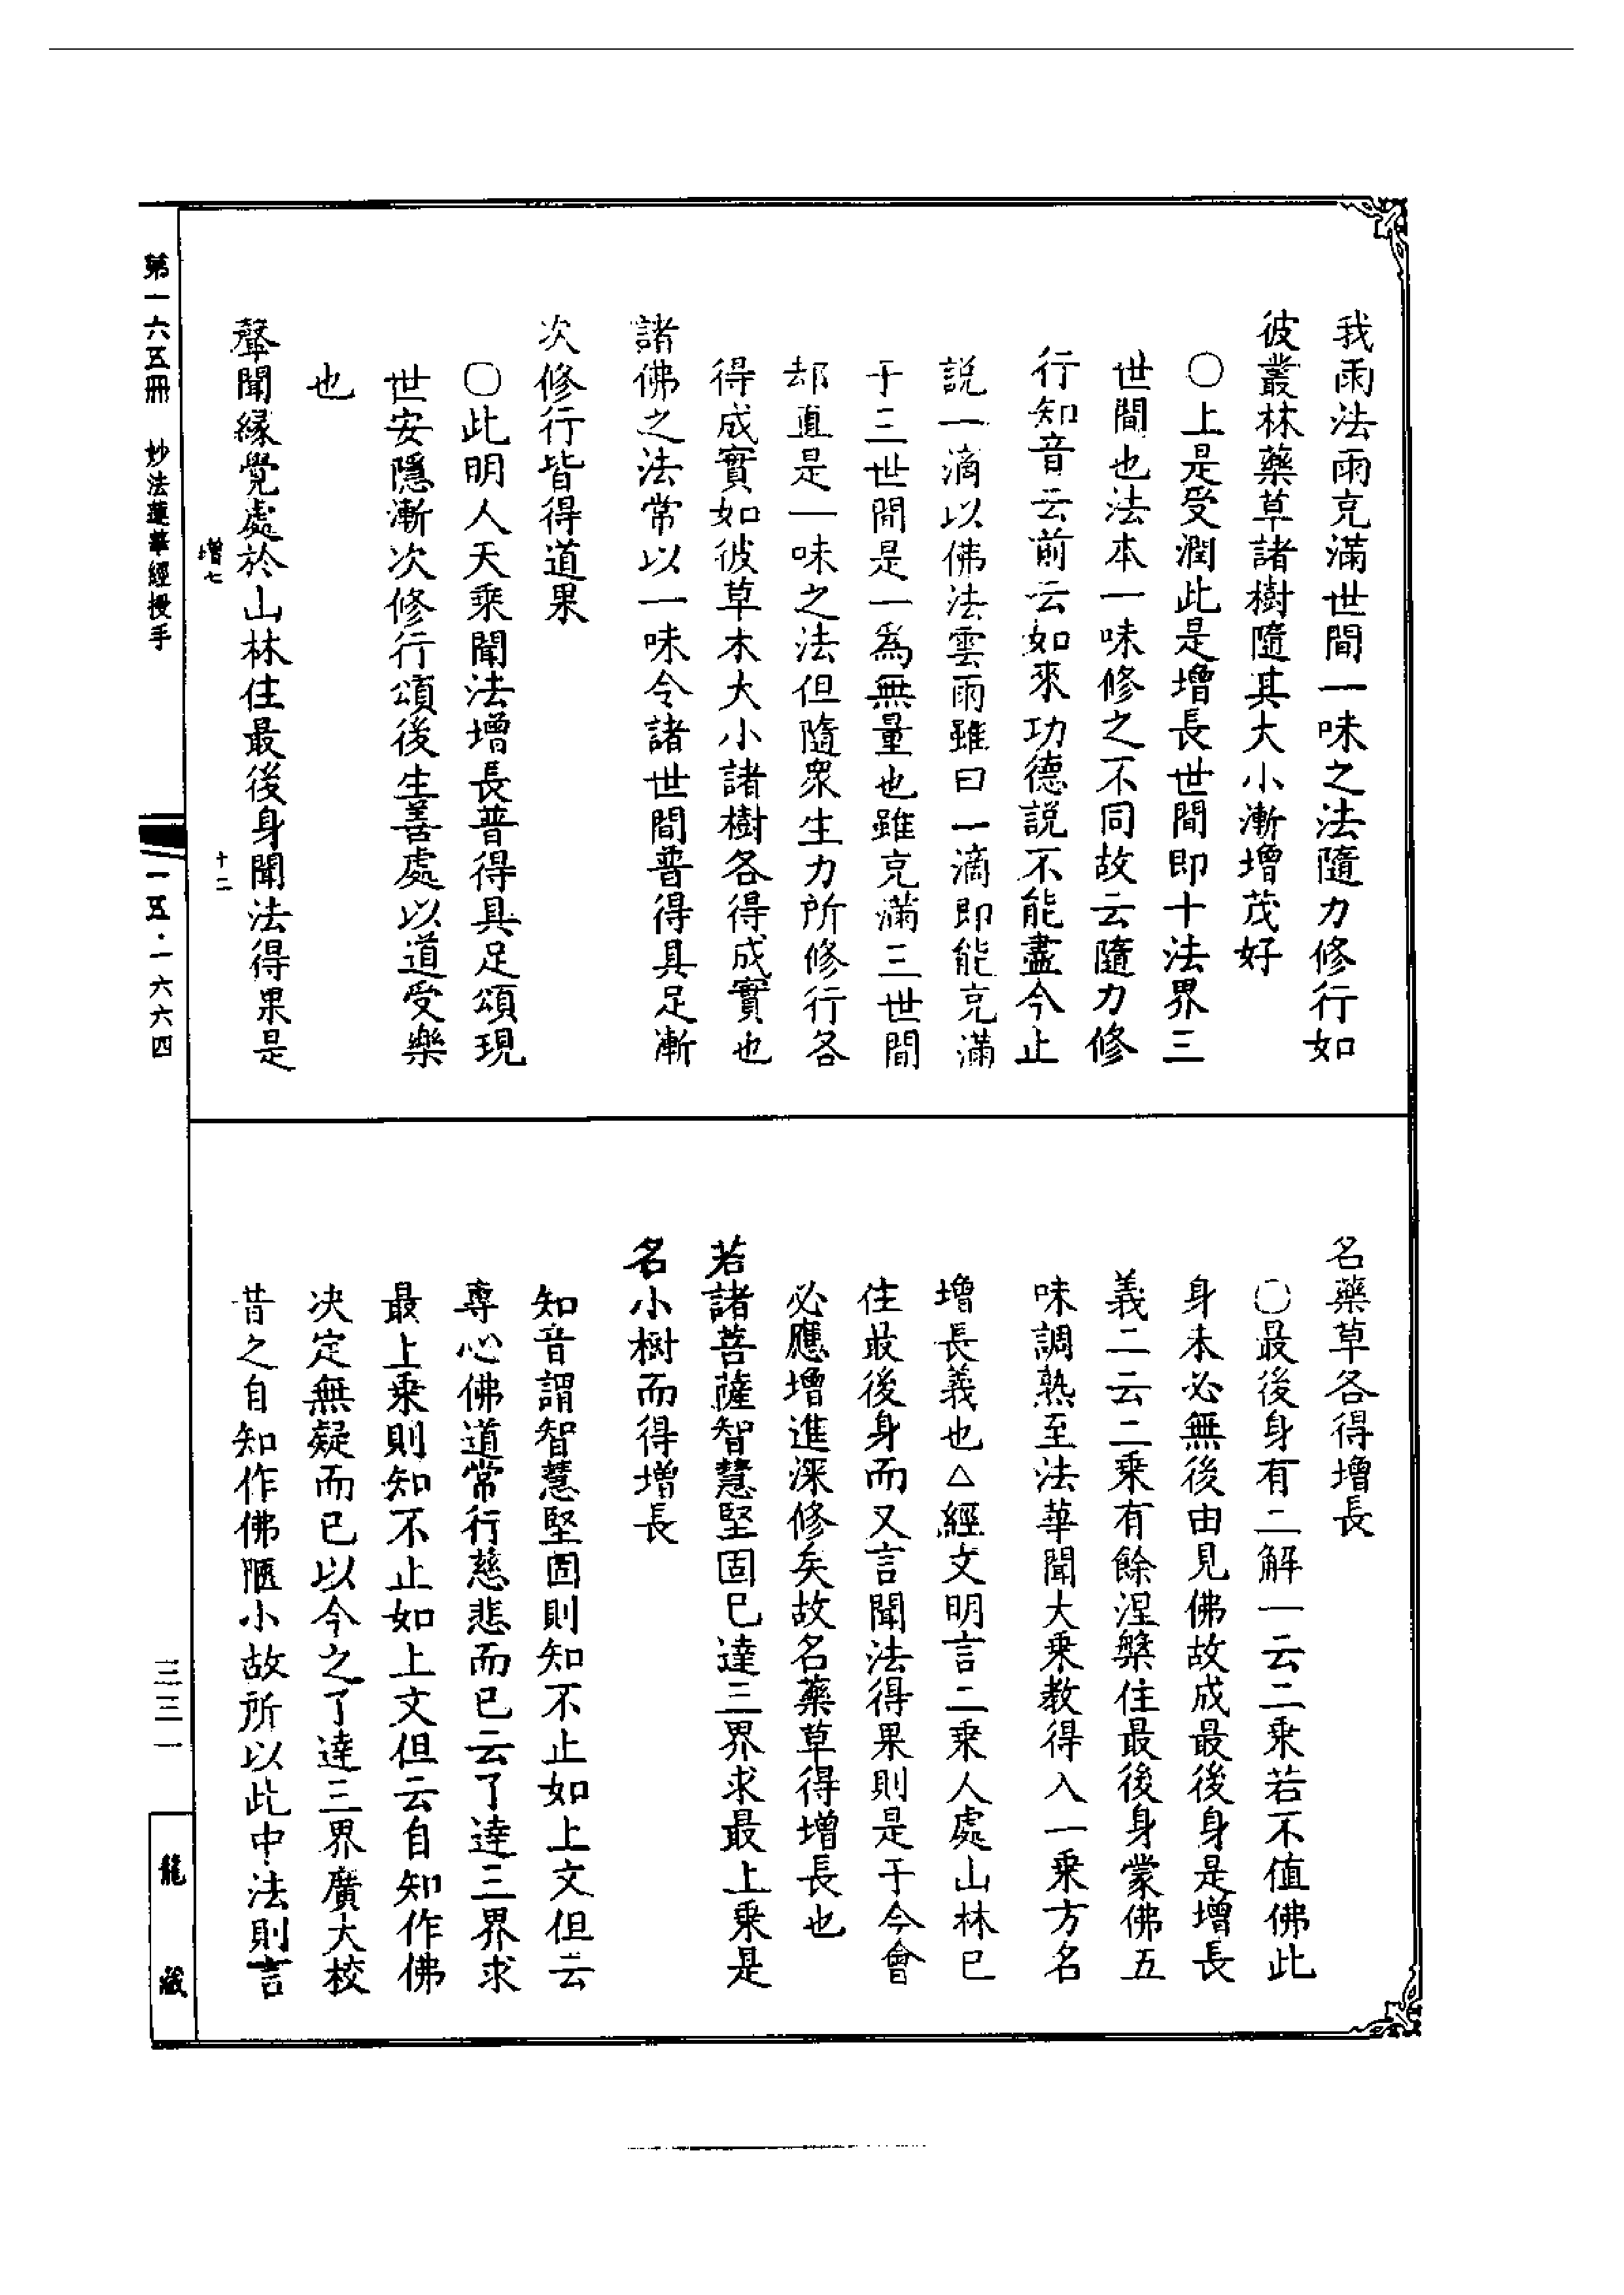 我雨法雨充滿世間一味之法隨力修行如
彼叢林藥草諸樹隨其大小漸增茂好
〇上是受潤此是增長世間即十法界三
世間也法本一味修之不同故云隨力修
行知音云前云如來功德說不能盡今止
說一滴以佛法雲雨雖曰一滴即能充滿
于三世間是一為無量也雖充滿三世間
却直是一味之法但隨眾生力所修行各
得成實如彼草木大小諸樹各得成實也
諸佛之法常以一味令諸世間普得具足漸
次修行皆得道果
〇此明人天乘聞法增長普得具足頌現
世安隱漸次修行頌後生善處以道受樂
也
聲聞緣覺處於山林住最後身聞法得果是
名藥草各得增長
〇最後身有二解一云二乘若不值佛此
身未必無後由見佛故成最後身是增長
義二云二乘有餘涅槃住最後身蒙佛五
味調熟至法華聞大乘教得入一乘方名
增長義也△經文明言二乘人處山林已
住最後身而又言聞法得果則是于今會
必應增進深修矣故名藥草得增長也
若諸菩薩智慧堅固已達三界求最上乘是
名小樹而得增長
知音謂智慧堅固則知不止如上文但云
專心佛道常行慈悲而已云了達三界求
最上乘則知不止如上文但云自知作佛
決定無疑而已以今之了達三界廣大校
昔之自知作佛陋小故所以此中法則言
第一六五冊 妙法蓮華經授手
增七
十二
一五·一六六四
三三一
龍藏